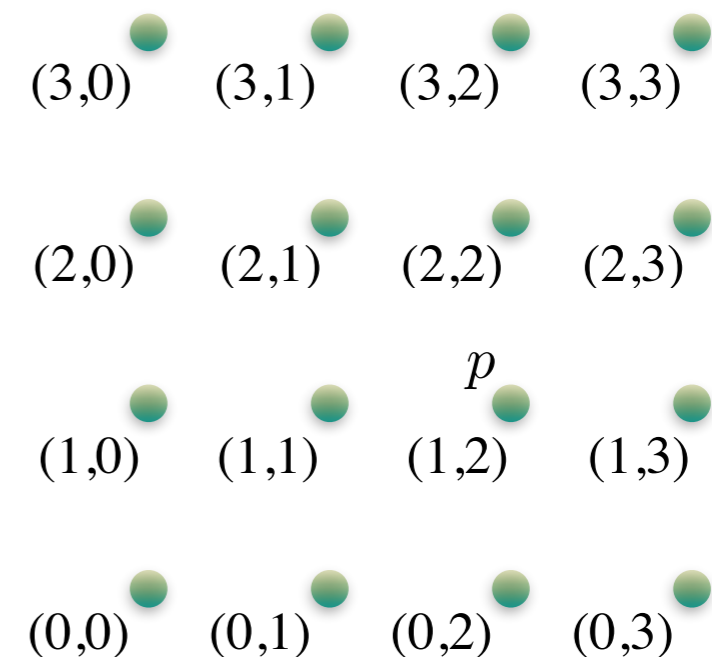 (3,0) (3,1) (3,2) (3,3)
(2,0) (2,1) (2,2) (2,3)
p
(1,0) (1,1) (1,2) (1,3)
(0,0) (0,1) (0,2) (0,3)